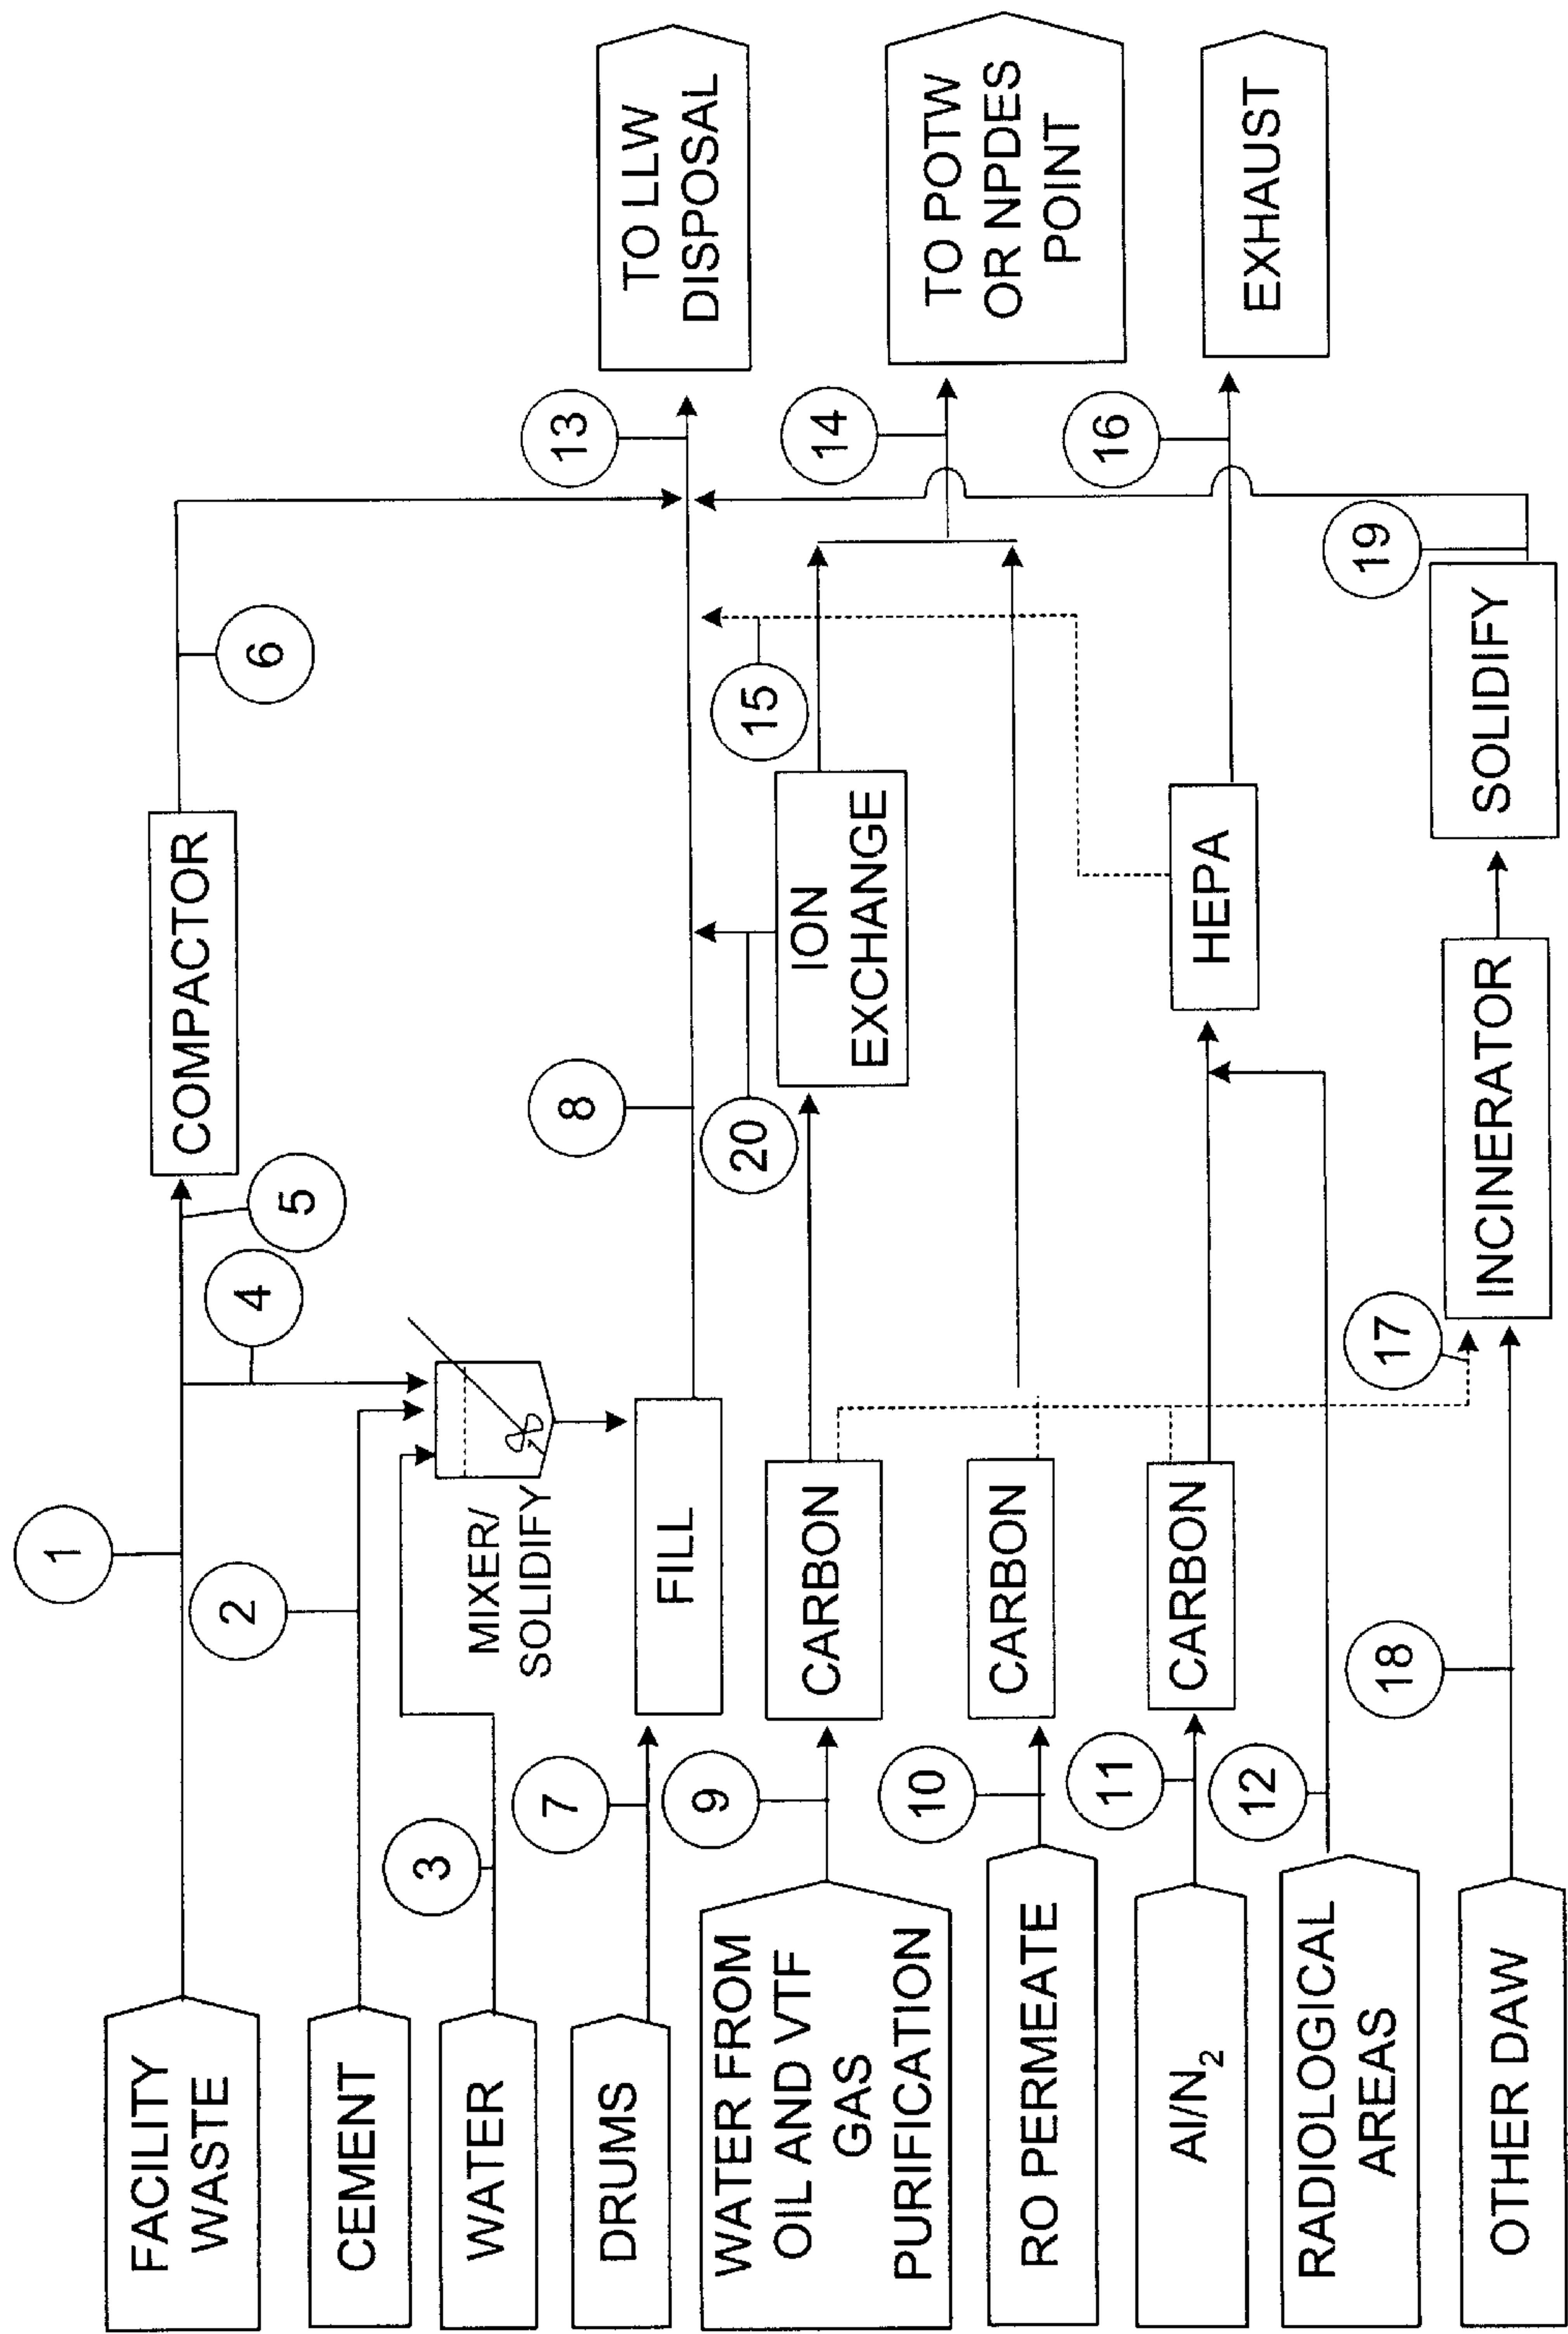 FACILITY
WASTE
CEMENT
WATER
DRUMS
WATER FROM
OIL AND VTF
GAS
PURIFICATION
RO PERMEATE
AI/N2
RADIOLOGICAL
AREAS
OTHER DAW
1
2
3
4
5
6
7
8
9
10
11
12
13
14
15
16
17
18
19
20
MIXER/
SOLIDIFY
FILL
CARBON
CARBON
CARBON
COMPACTOR
ION
EXCHANGE
HEPA
INCINERATOR
SOLIDIFY
TO LLW
DISPOSAL
TO POTW
OR NPDES
POINT
EXHAUST